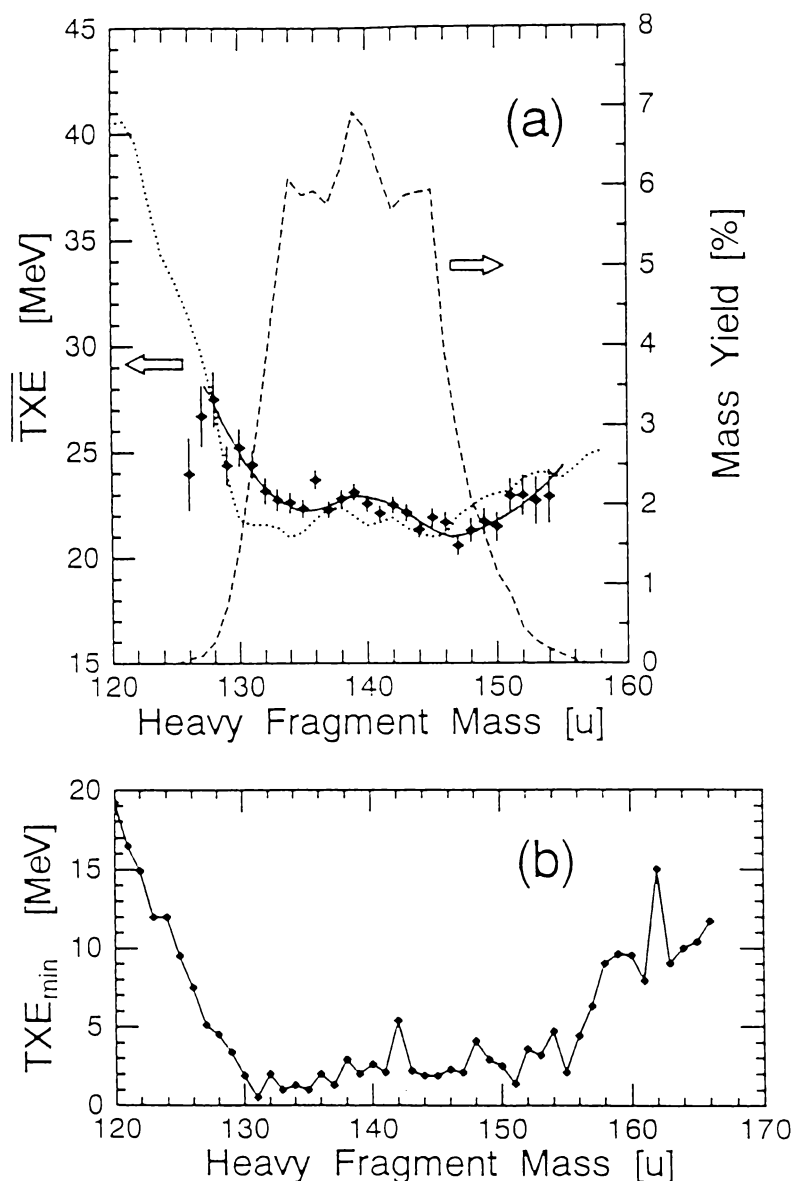 45
40
35
30
25
20
15
TXE [MeV]
(a)
8
7
6
5
4
3
2
1
0
Mass Yield [%]
120 130 140 150 160
Heavy Fragment Mass [u]
20
15
10
5
0
TXEmin [MeV]
(b)
120 130 140 150 160 170
Heavy Fragment Mass [u]